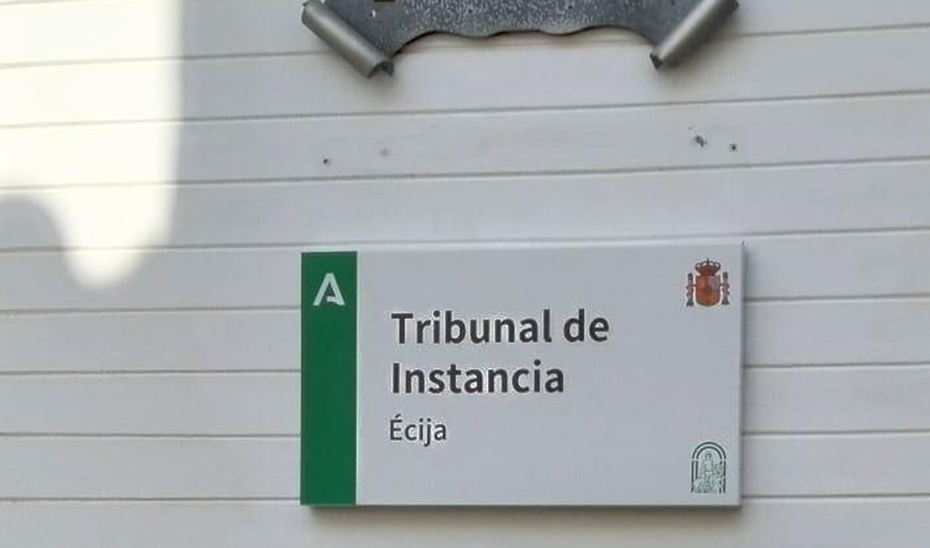 A
Tribunal de
Instancia
Écija